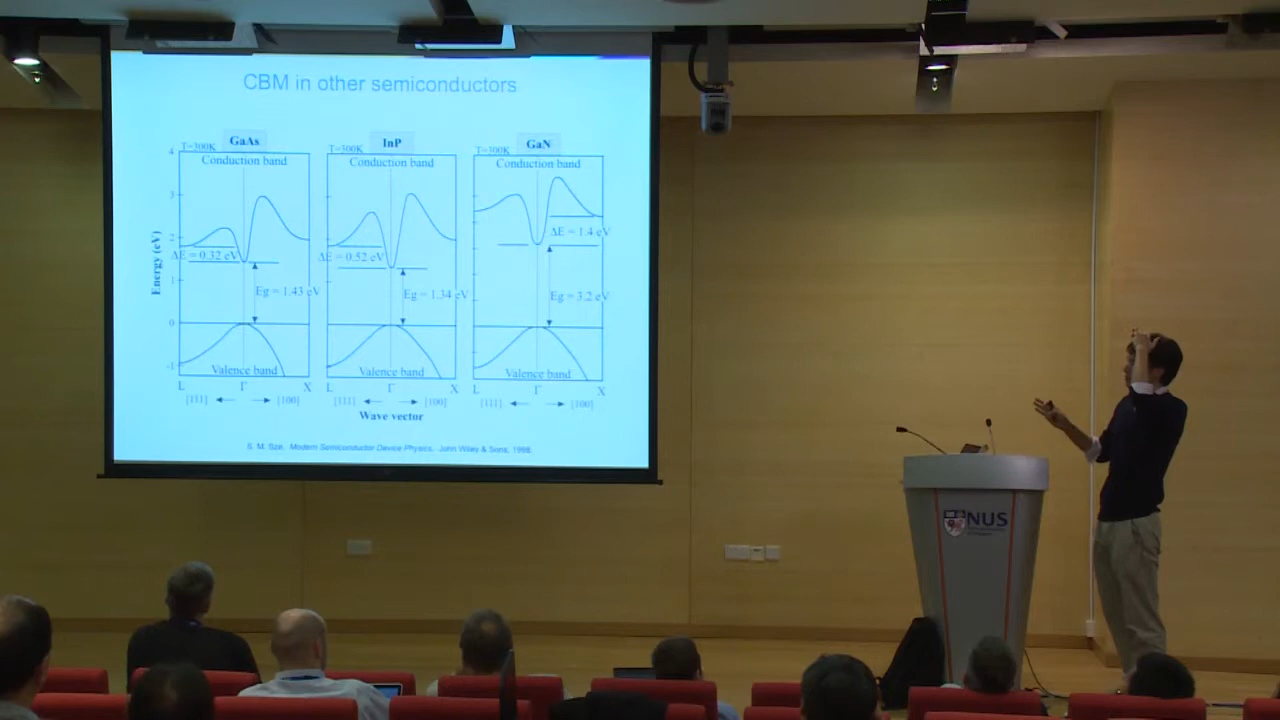 CBM in other semiconductors
GaAs
InP
GaN
T=300K
T=300K
T=300K
Conduction band
Conduction band
Conduction band
4
3
2
1
0
-1
Energy (eV)
ΔE = 0.32 eV
ΔE = 0.52 eV
ΔE = 1.4 eV
Eg = 1.43 eV
Eg = 1.34 eV
Eg = 3.2 eV
Valence band
Valence band
Valence band
L Γ X
L Γ X
L Γ X
[111] [100]
[111] [100]
[111] [100]
Wave vector
S. M. Sze, Modern Semiconductor Device Physics, John Wiley & Sons, 1998.
NUS